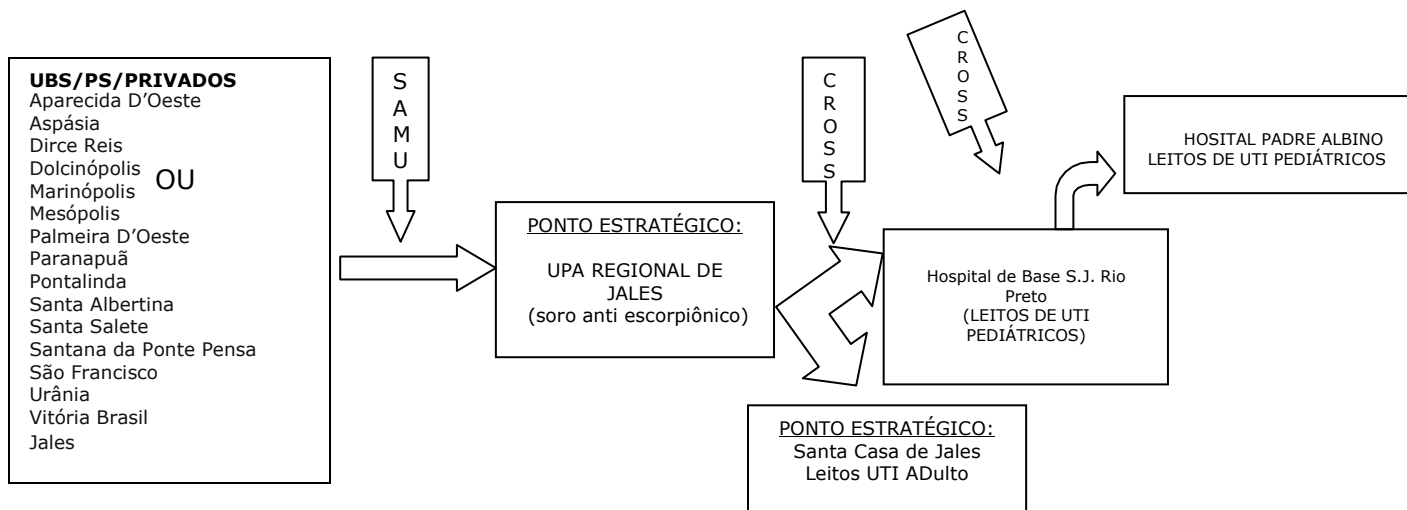 UBS/PS/PRIVADOS
Aparecida D’Oeste
Aspásia
Dirce Reis
Dolcinópolis
OU
Marinópolis
Mesópolis
Palmeira D’Oeste
Paranapuã
Pontalinda
Santa Albertina
Santa Salete
Santana da Ponte Pensa
São Francisco
Urânia
Vitória Brasil
Jales
SAMU
PONTO ESTRATÉGICO:
UPA REGIONAL DE
JALES
(soro anti escorpiônico)
CROSS
CROSS
PONTO ESTRATÉGICO:
Santa Casa de Jales
Leitos UTI ADulto
Hospital de Base S.J. Rio
Preto
(LEITOS DE UTI
PEDIÁTRICOS)
HOSITAL PADRE ALBINO
LEITOS DE UTI PEDIÁTRICOS